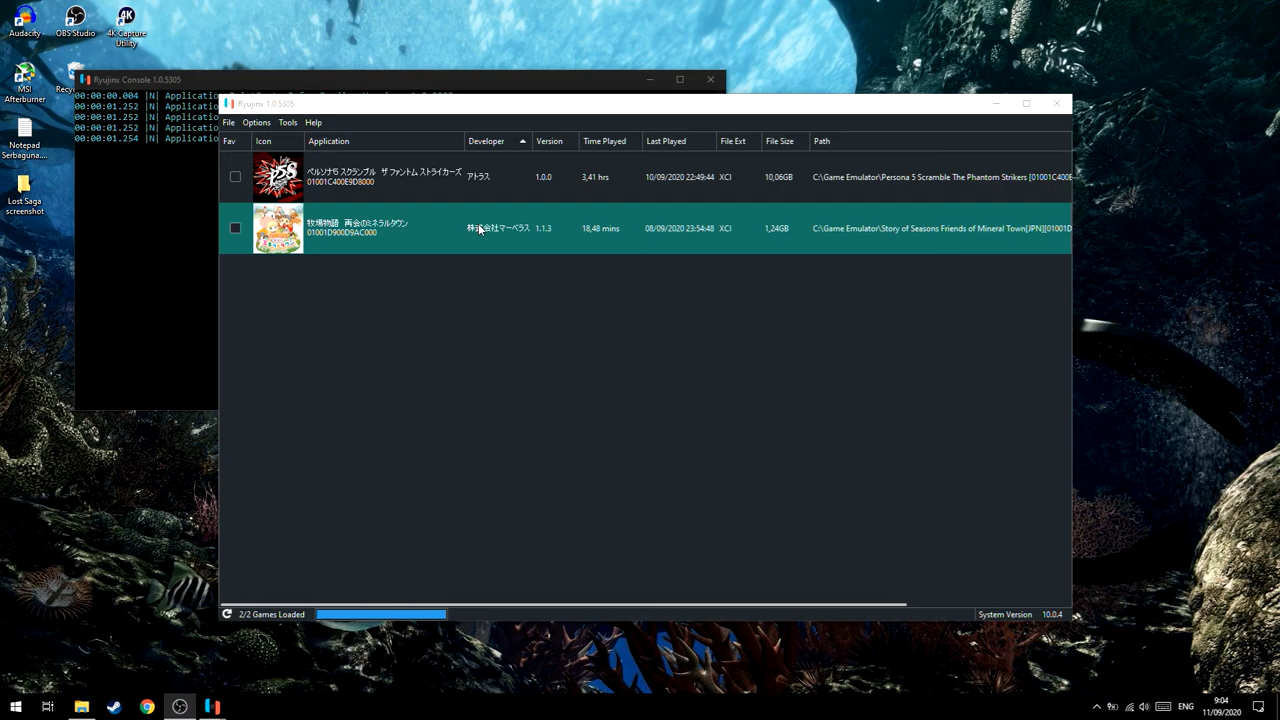 Audacity
OBS Studio
4K Capture
Utility
MSI
Afterburner
Notepad
Serbaguna....
Lost Saga
screenshot
Ryujinx Console 1.0.5305
00:00:00.004 |N| Application
00:00:01.252 |N| Applicatio
00:00:01.252 |N| Applicatio
00:00:01.252 |N| Applicatio
00:00:01.254 |N| Applicatio
Ryujinx 1.0.5305
File Options Tools Help
Fav Icon Application Developer Version Time Played Last Played File Ext File Size Path
P5S
ペルソナ5 スクランブル ザ ファントム ストライカーズ アトラス 1.0.0 3,41 hrs 10/09/2020 22:49:44 XCI 10,06GB C:\Game Emulator\Persona 5 Scramble The Phantom Strikers [01001C400E
01001C400E9D8000
牧場物語 再会のミネラルタウン 株式会社マーベラス 1.1.3 18,48 mins 08/09/2020 23:54:48 XCI 1,24GB C:\Game Emulator\Story of Seasons Friends of Mineral Town[JPN][01001D
01001D900D9AC000
2/2 Games Loaded
System Version 10.0.4
ENG
9:04
11/09/2020